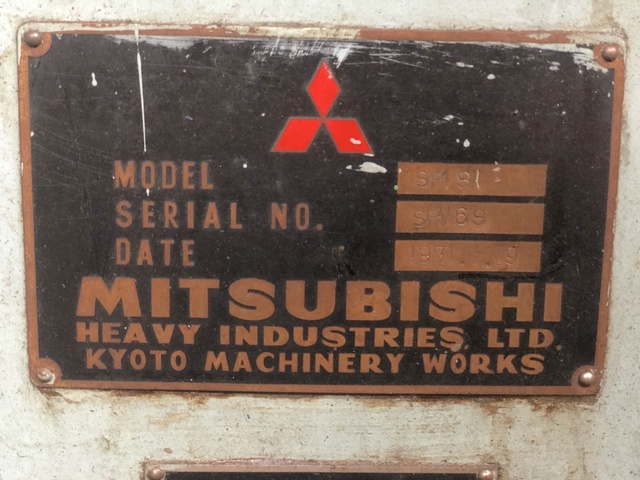 MODEL
SERIAL NO.
DATE
MITSUBISHI
HEAVY INDUSTRIES, LTD.
KYOTO MACHINERY WORKS